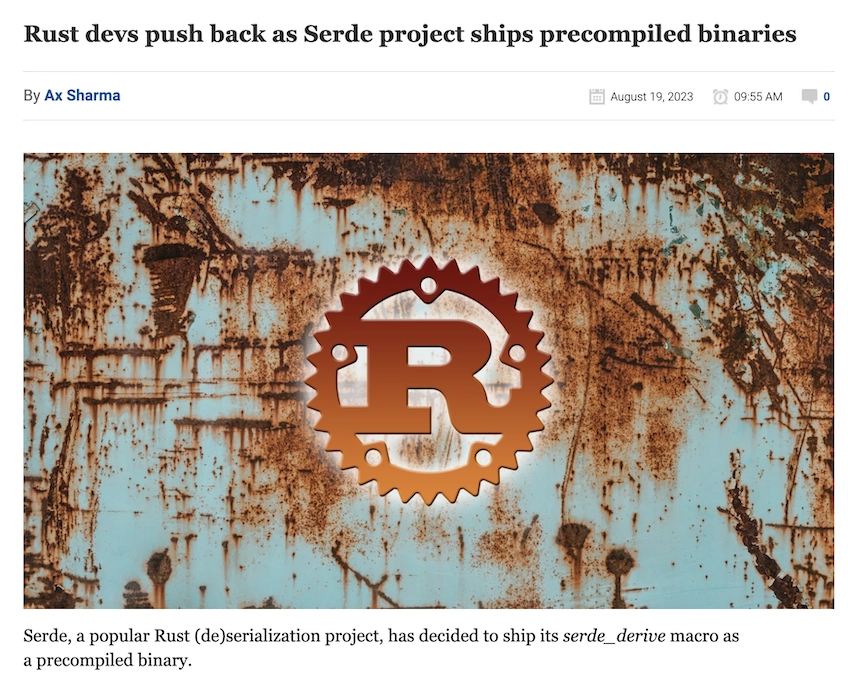 Rust devs push back as Serde project ships precompiled binaries
By Ax Sharma
August 19, 2023
09:55 AM
0
R
Serde, a popular Rust (de)serialization project, has decided to ship its serde_derive macro as
a precompiled binary.